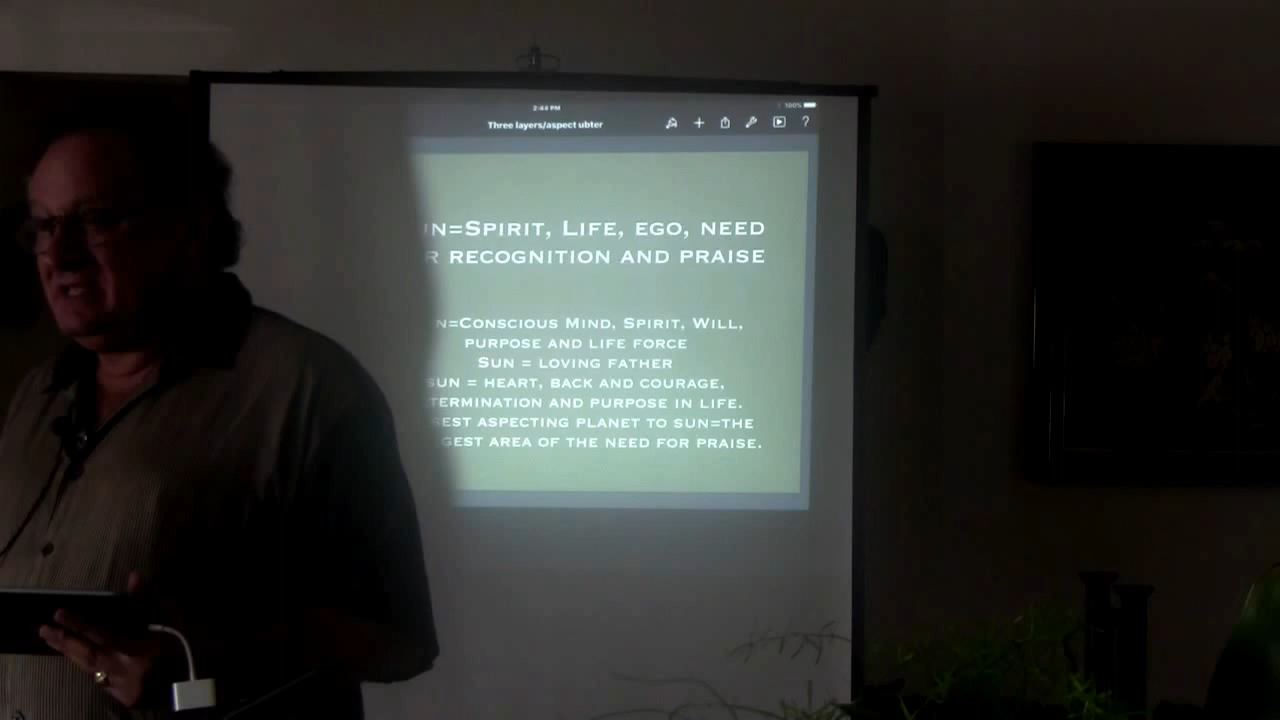 2:44 PM
100%
Three layers/aspect ubter
?
N=SPIRIT, LIFE, EGO, NEED
R RECOGNITION AND PRAISE
N=CONSCIOUS MIND, SPIRIT, WILL,
PURPOSE AND LIFE FORCE
SUN = LOVING FATHER
SUN = HEART, BACK AND COURAGE,
TERMINATION AND PURPOSE IN LIFE.
EST ASPECTING PLANET TO SUN=THE
GEST AREA OF THE NEED FOR PRAISE.